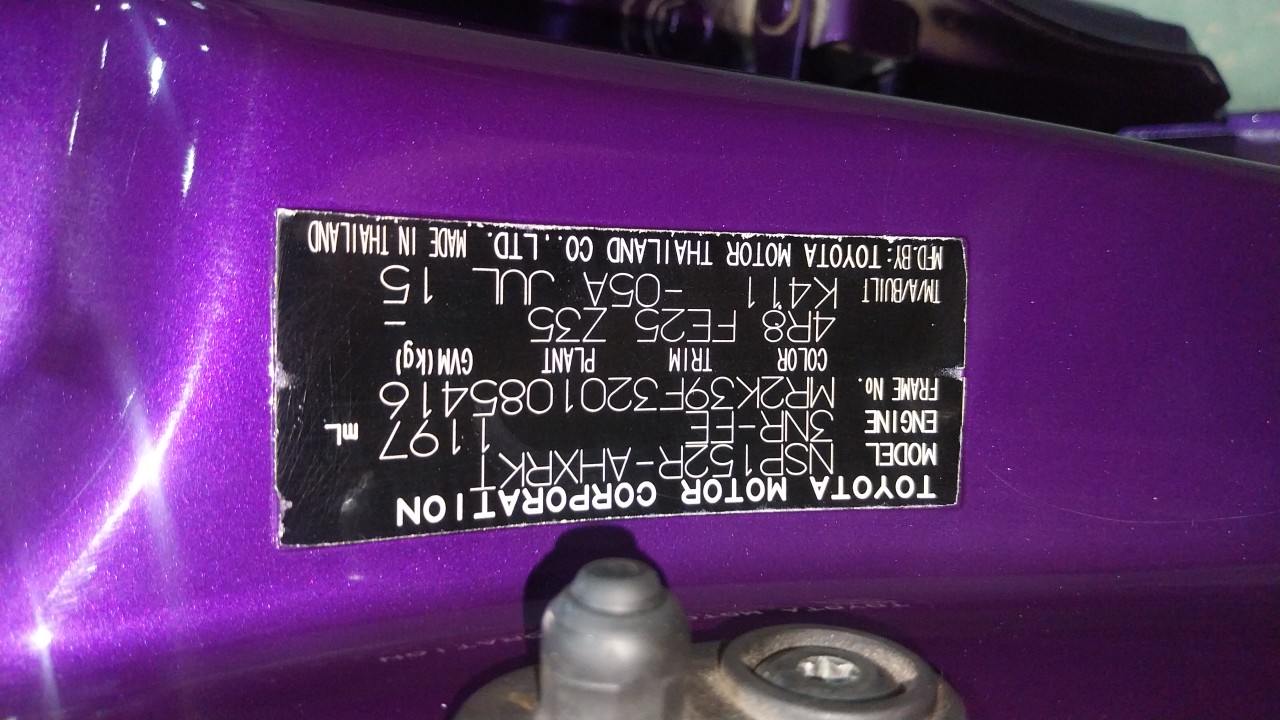 TOYOTA MOTOR CORPORATION
MODEL NSP152R-AHXRKT
ENGINE 3NR-FE 1197 mL
FRAME No. MR2K39F3201085416
COLOR TRIM PLANT GVM(kg)
4R8 FE25 Z35 -
TM/A/BUILT K411 -05A JUL 15
MFD.BY:TOYOTA MOTOR THAILAND CO.,LTD. MADE IN THAILAND